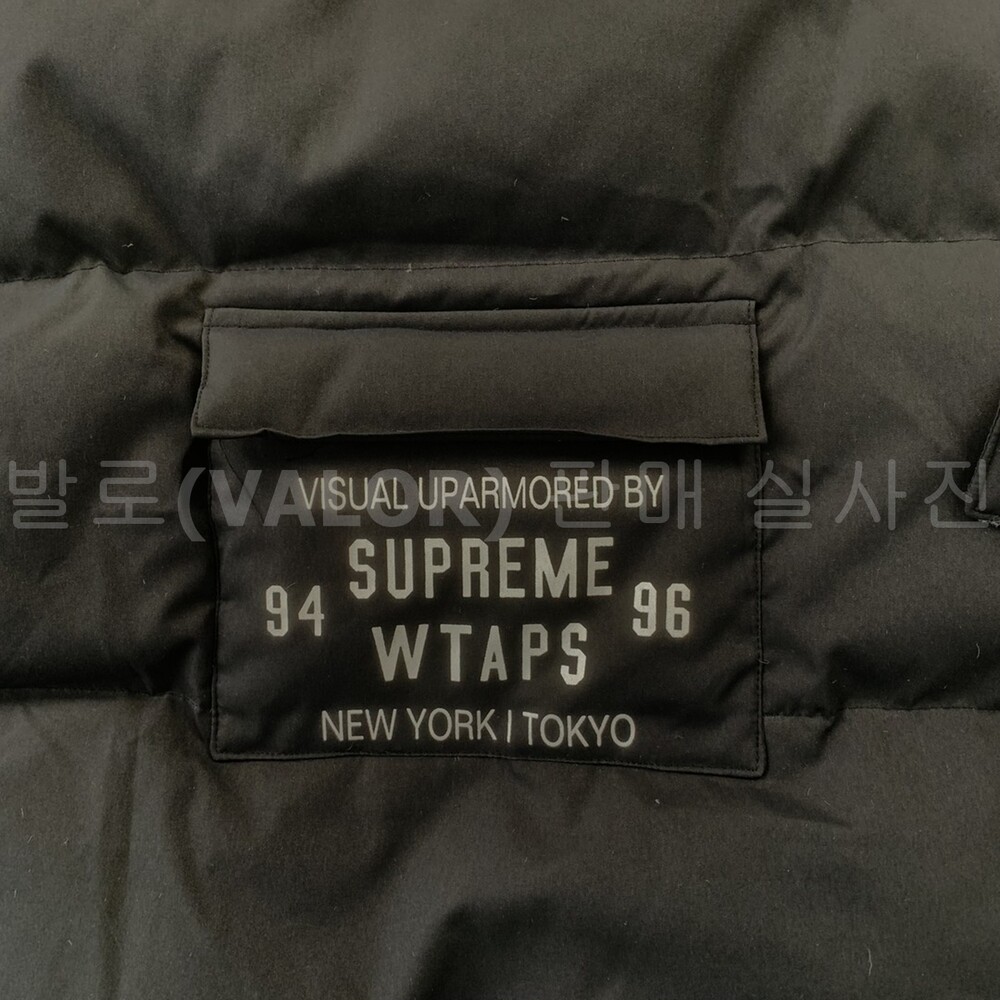 VISUAL UPARMORED BY
발로(VALOR) 판매 실사진
SUPREME
94 96
WTAPS
NEW YORK | TOKYO